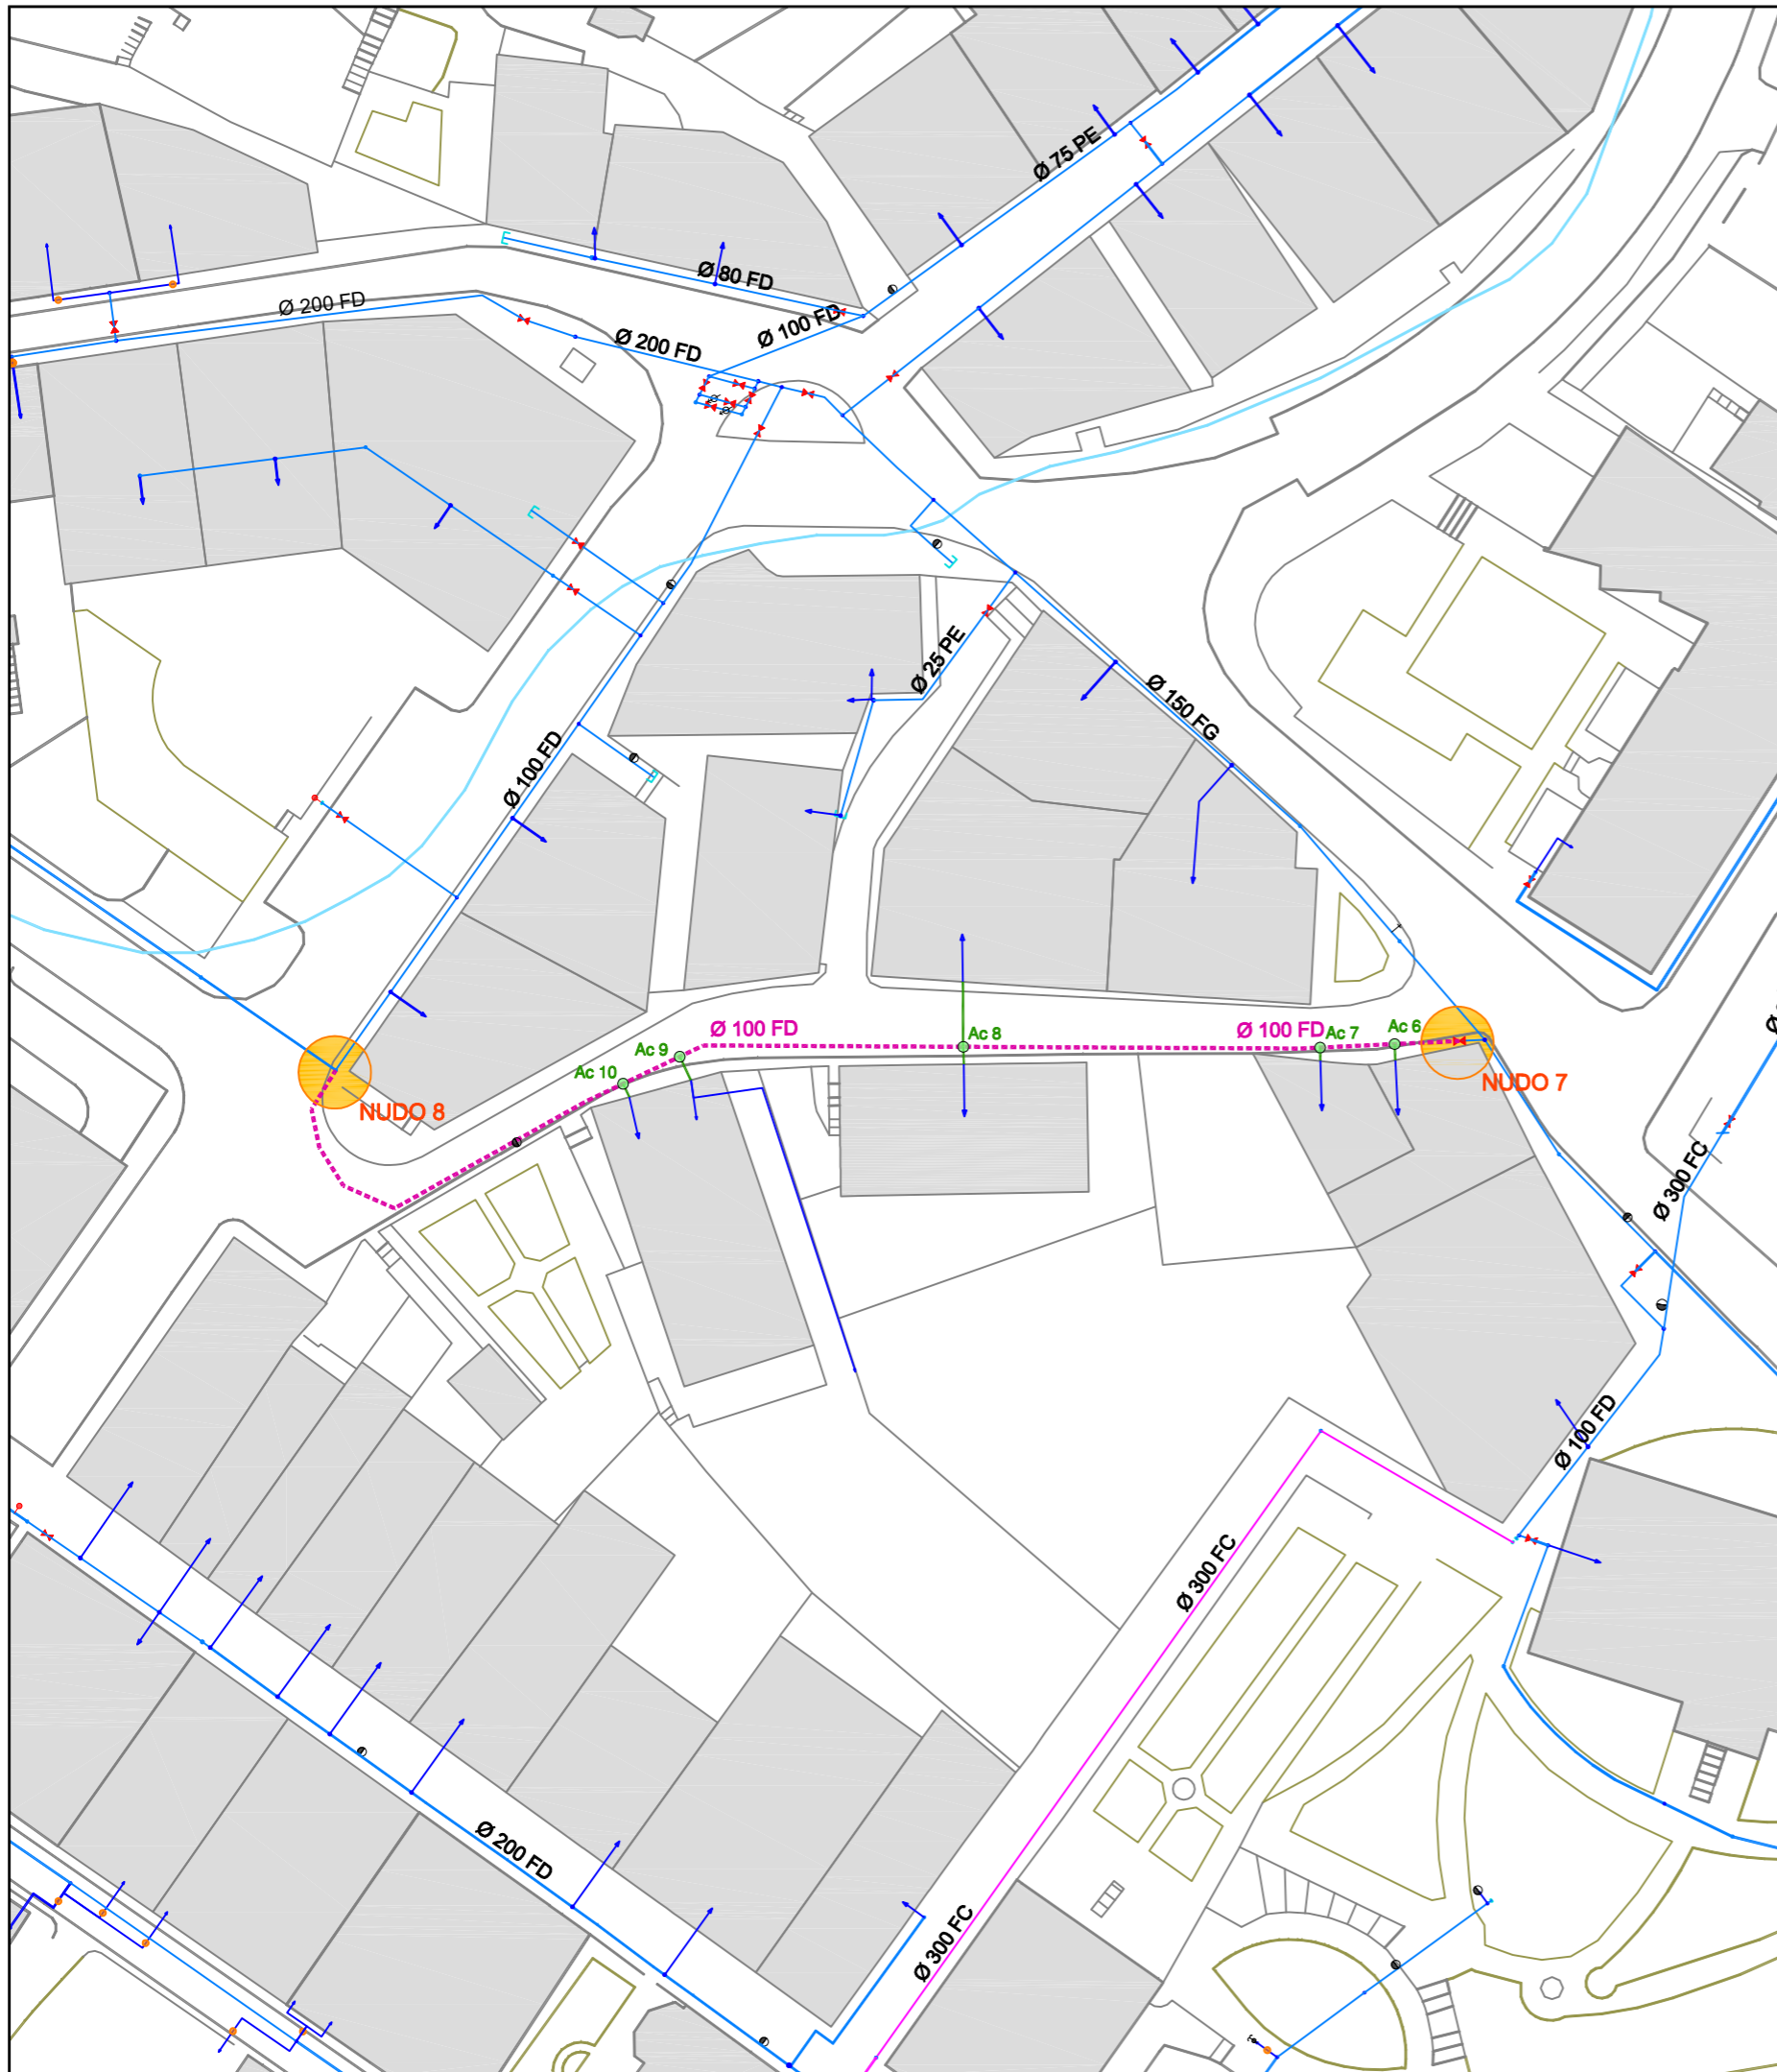 Ø 75 PE
Ø 80 FD
Ø 200 FD
Ø 100 FD
Ø 200 FD
Ø 25 PE
Ø 150 FG
Ø 100 FD
Ø 100 FD
Ac 8
Ø 100 FD
Ac 7
Ac 6
Ac 9
Ac 10
NUDO 7
NUDO 8
Ø 300 FC
Ø 100 FD
Ø 300 FC
Ø 200 FD
Ø 300 FC